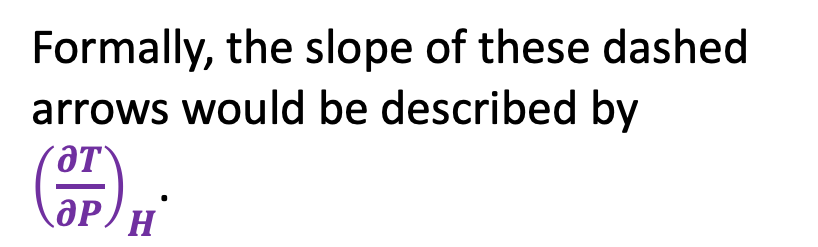 Formally, the slope of these dashed
arrows would be described by
(∂T/∂P)_H.